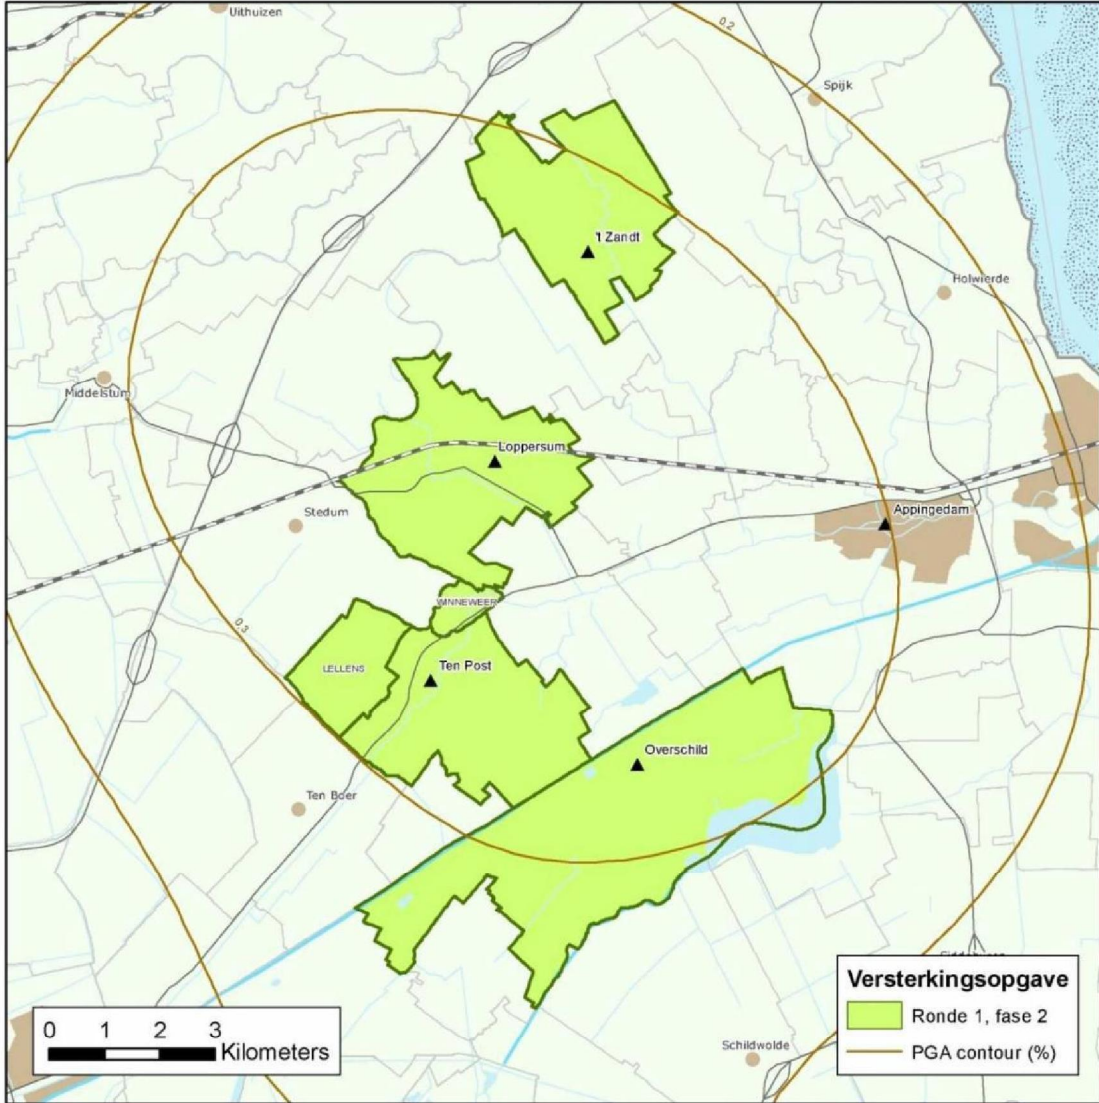 Uithuizen
0,2
Spijk
't Zandt
Holwierde
Middelstum
Loppersum
Stedum
Appingedam
WINNEWEER
0,3
LELLENS
Ten Post
Overschild
Ten Boer
Schildwolde
Versterkingsopgave
Ronde 1, fase 2
PGA contour (%)
0 1 2 3
Kilometers